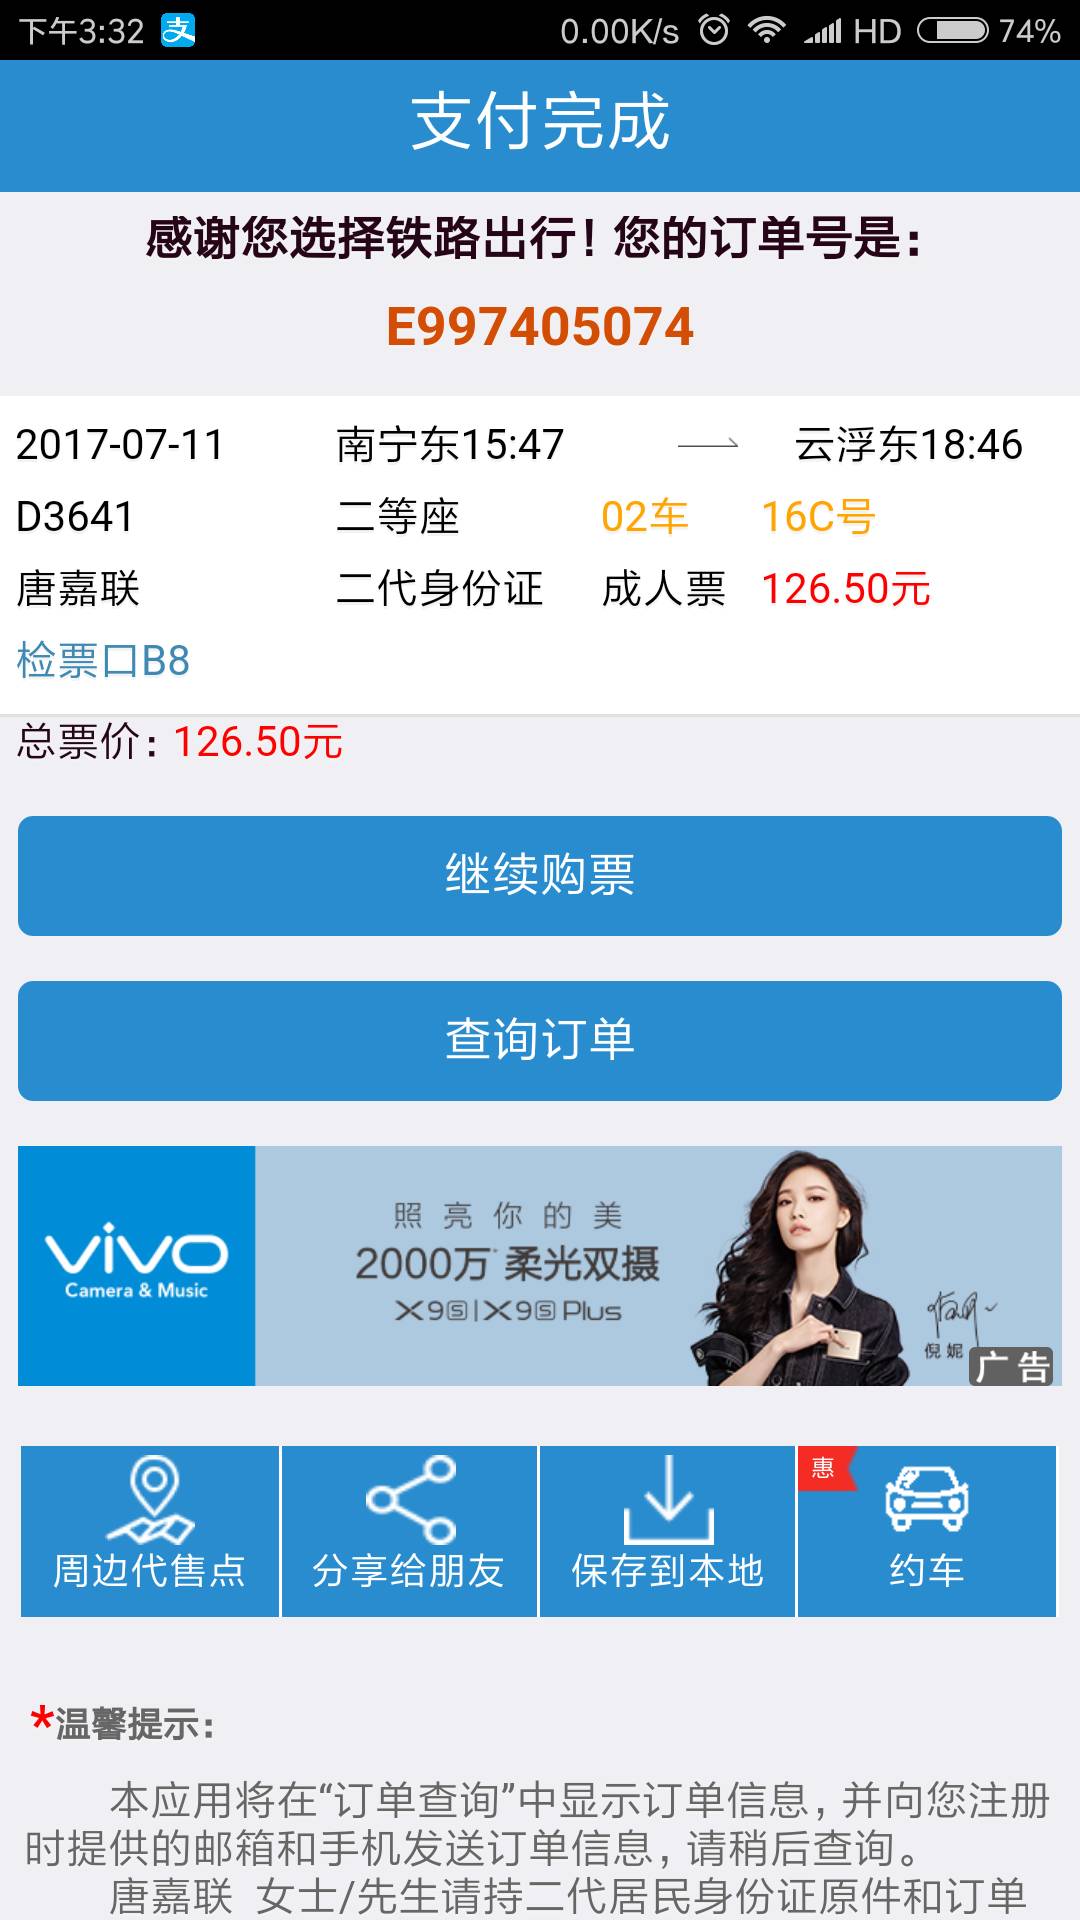 下午3:32 支 0.00K/s HD 74%
支付完成
感谢您选择铁路出行！您的订单号是：
E997405074
2017-07-11 南宁东15:47 云浮东18:46
D3641 二等座 02车 16C号
唐嘉联 二代身份证 成人票 126.50元
检票口B8
总票价：126.50元
继续购票
查询订单
vivo
Camera & Music
照亮你的美
2000万 柔光双摄
X9s | X9s Plus
倪妮
广告
周边代售点 分享给朋友 保存到本地 惠 约车
*温馨提示：
本应用将在“订单查询”中显示订单信息，并向您注册
时提供的邮箱和手机发送订单信息，请稍后查询。
唐嘉联 女士/先生请持二代居民身份证原件和订单